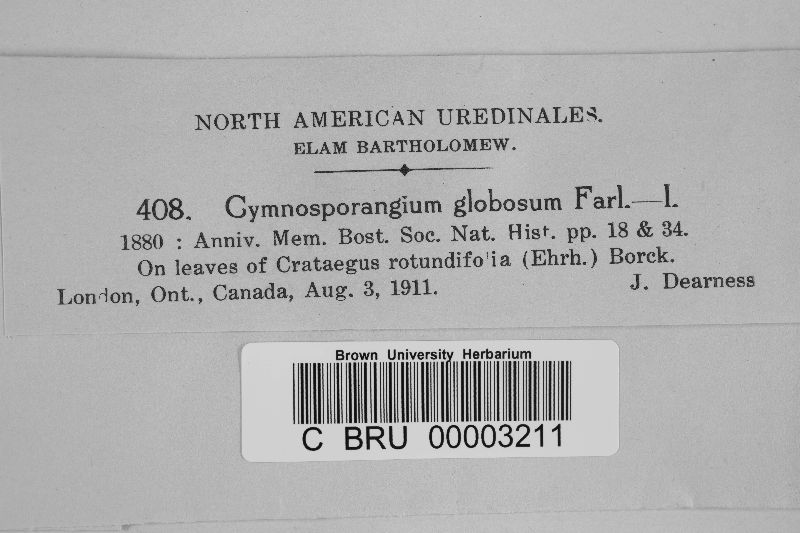 NORTH AMERICAN UREDINALES.
ELAM BARTHOLOMEW.
408. Gymnosporangium globosum Farl.—I.
1880 : Anniv. Mem. Bost. Soc. Nat. Hist. pp. 18 & 34.
On leaves of Crataegus rotundifolia (Ehrh.) Borck.
London, Ont., Canada, Aug. 3, 1911. J. Dearness
Brown University Herbarium
C BRU 00003211